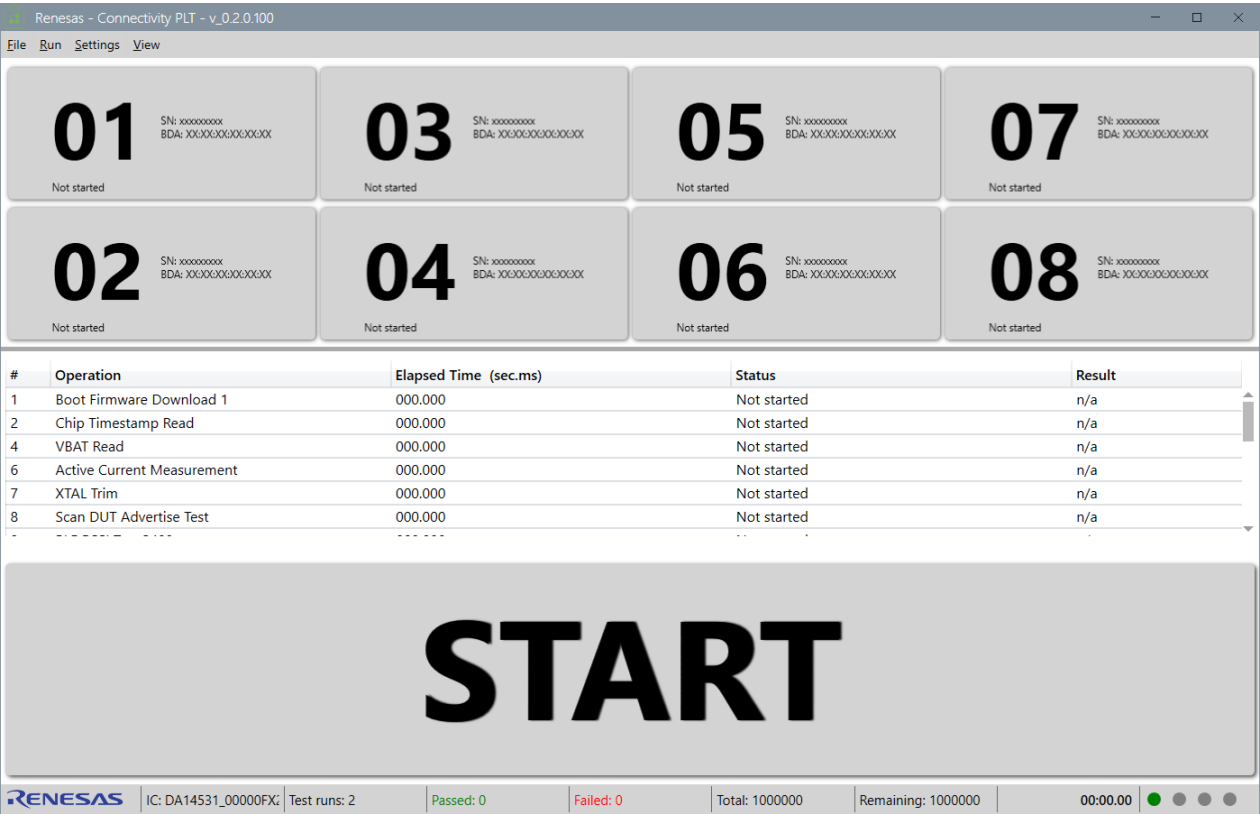 Renesas - Connectivity PLT - v_0.2.0.100
File Run Settings View
01 SN: xxxxxxxxx
BDA: XX:XX:XX:XX:XX:XX
Not started
03 SN: xxxxxxxxx
BDA: XX:XX:XX:XX:XX:XX
Not started
05 SN: xxxxxxxxx
BDA: XX:XX:XX:XX:XX:XX
Not started
07 SN: xxxxxxxxx
BDA: XX:XX:XX:XX:XX:XX
Not started
02 SN: xxxxxxxxx
BDA: XX:XX:XX:XX:XX:XX
Not started
04 SN: xxxxxxxxx
BDA: XX:XX:XX:XX:XX:XX
Not started
06 SN: xxxxxxxxx
BDA: XX:XX:XX:XX:XX:XX
Not started
08 SN: xxxxxxxxx
BDA: XX:XX:XX:XX:XX:XX
Not started
# Operation Elapsed Time (sec.ms) Status Result
1 Boot Firmware Download 1 000.000 Not started n/a
2 Chip Timestamp Read 000.000 Not started n/a
4 VBAT Read 000.000 Not started n/a
6 Active Current Measurement 000.000 Not started n/a
7 XTAL Trim 000.000 Not started n/a
8 Scan DUT Advertise Test 000.000 Not started n/a
START
RENESAS IC: DA14531_00000FX Test runs: 2 Passed: 0 Failed: 0 Total: 1000000 Remaining: 1000000 00:00.00